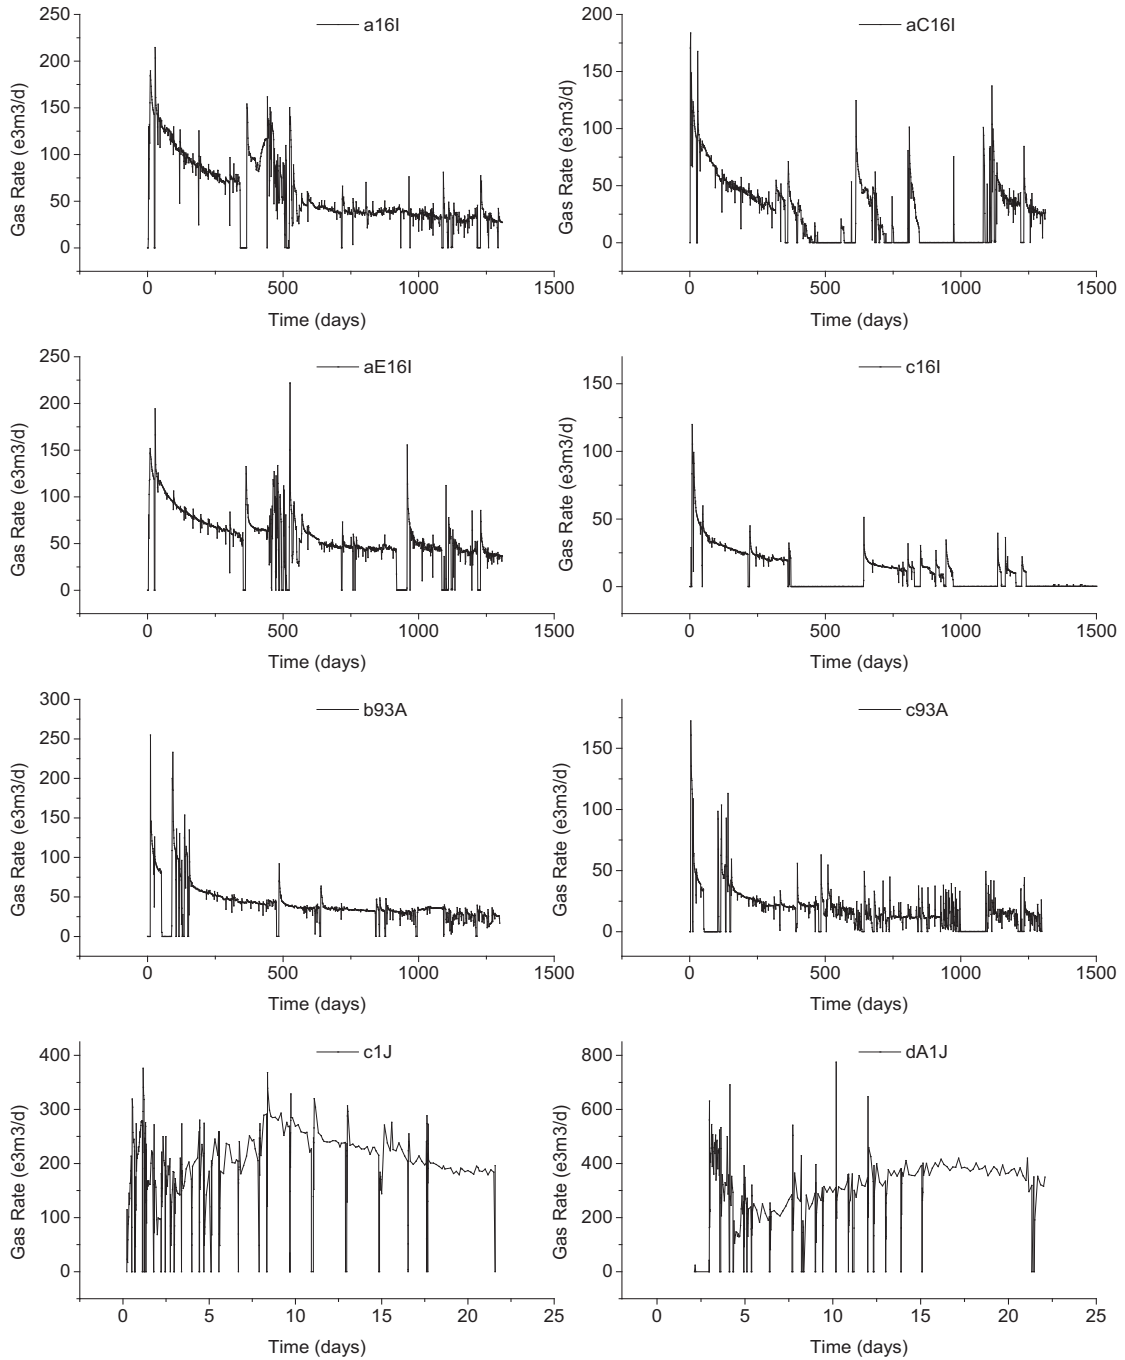 a16I
Gas Rate (e3m3/d)
250
200
150
100
50
0
0 500 1000 1500
Time (days)
aC16I
Gas Rate (e3m3/d)
200
150
100
50
0
0 500 1000 1500
Time (days)
aE16I
Gas Rate (e3m3/d)
250
200
150
100
50
0
0 500 1000 1500
Time (days)
c16I
Gas Rate (e3m3/d)
150
100
50
0
0 500 1000 1500
Time (days)
b93A
Gas Rate (e3m3/d)
300
250
200
150
100
50
0
0 500 1000 1500
Time (days)
c93A
Gas Rate (e3m3/d)
150
100
50
0
0 500 1000 1500
Time (days)
c1J
Gas Rate (e3m3/d)
400
300
200
100
0
0 5 10 15 20 25
Time (days)
dA1J
Gas Rate (e3m3/d)
800
600
400
200
0
0 5 10 15 20 25
Time (days)